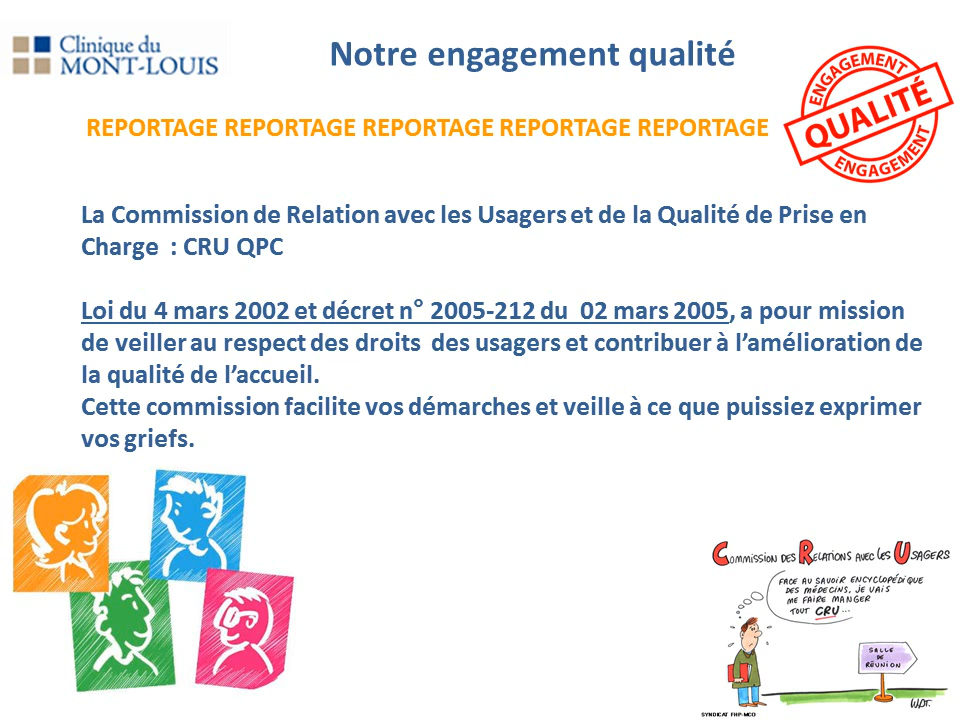 Clinique du
MONT-LOUIS
Notre engagement qualité
ENGAGEMENT
QUALITÉ
ENGAGEMENT
REPORTAGE REPORTAGE REPORTAGE REPORTAGE REPORTAGE
La Commission de Relation avec les Usagers et de la Qualité de Prise en
Charge : CRU QPC
Loi du 4 mars 2002 et décret n° 2005-212 du 02 mars 2005, a pour mission
de veiller au respect des droits des usagers et contribuer à l’amélioration de
la qualité de l’accueil.
Cette commission facilite vos démarches et veille à ce que puissiez exprimer
vos griefs.
COMMISSION DES RELATIONS AVEC LES USAGERS
FACE AU SAVOIR ENCYCLOPÉDIQUE
DES MÉDECINS, JE VAIS
ME FAIRE MANGER
TOUT CRU...
SALLE
DE
RÉUNION
SYNDICAT FHP-MCO